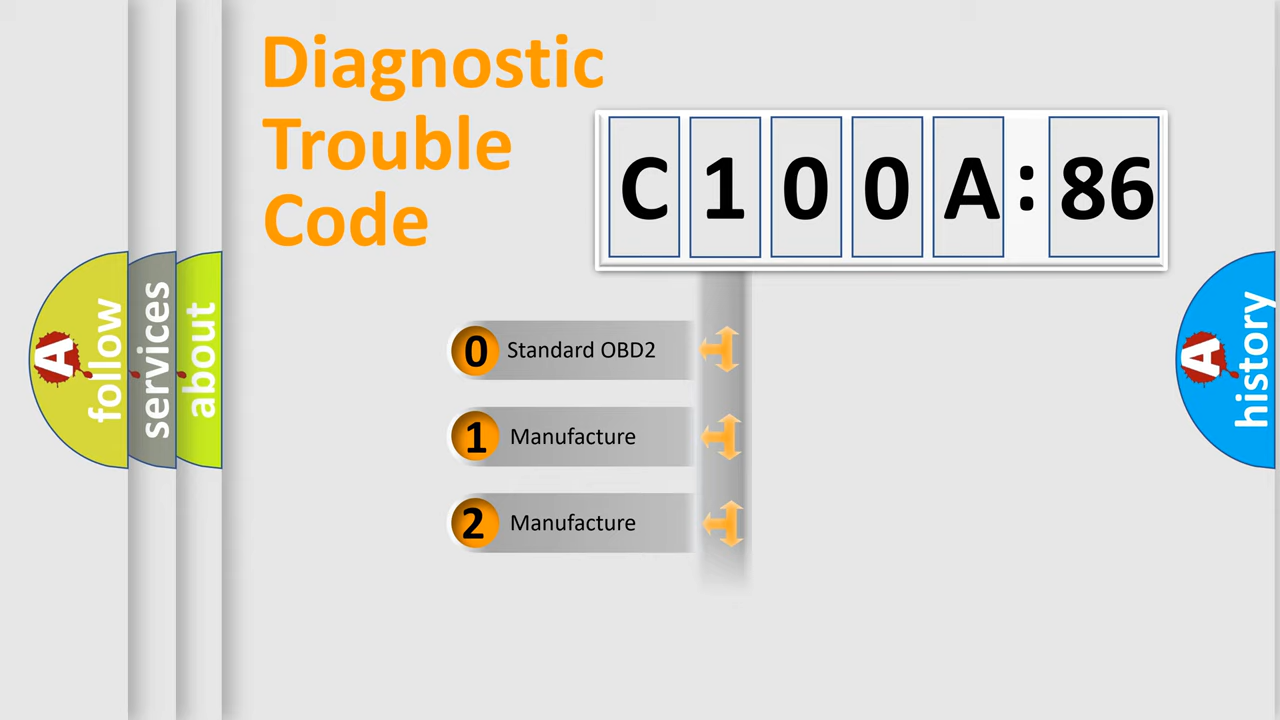 Diagnostic
Trouble
Code
C100A:86
0 Standard OBD2
1 Manufacture
2 Manufacture
A follow
services
about
A history